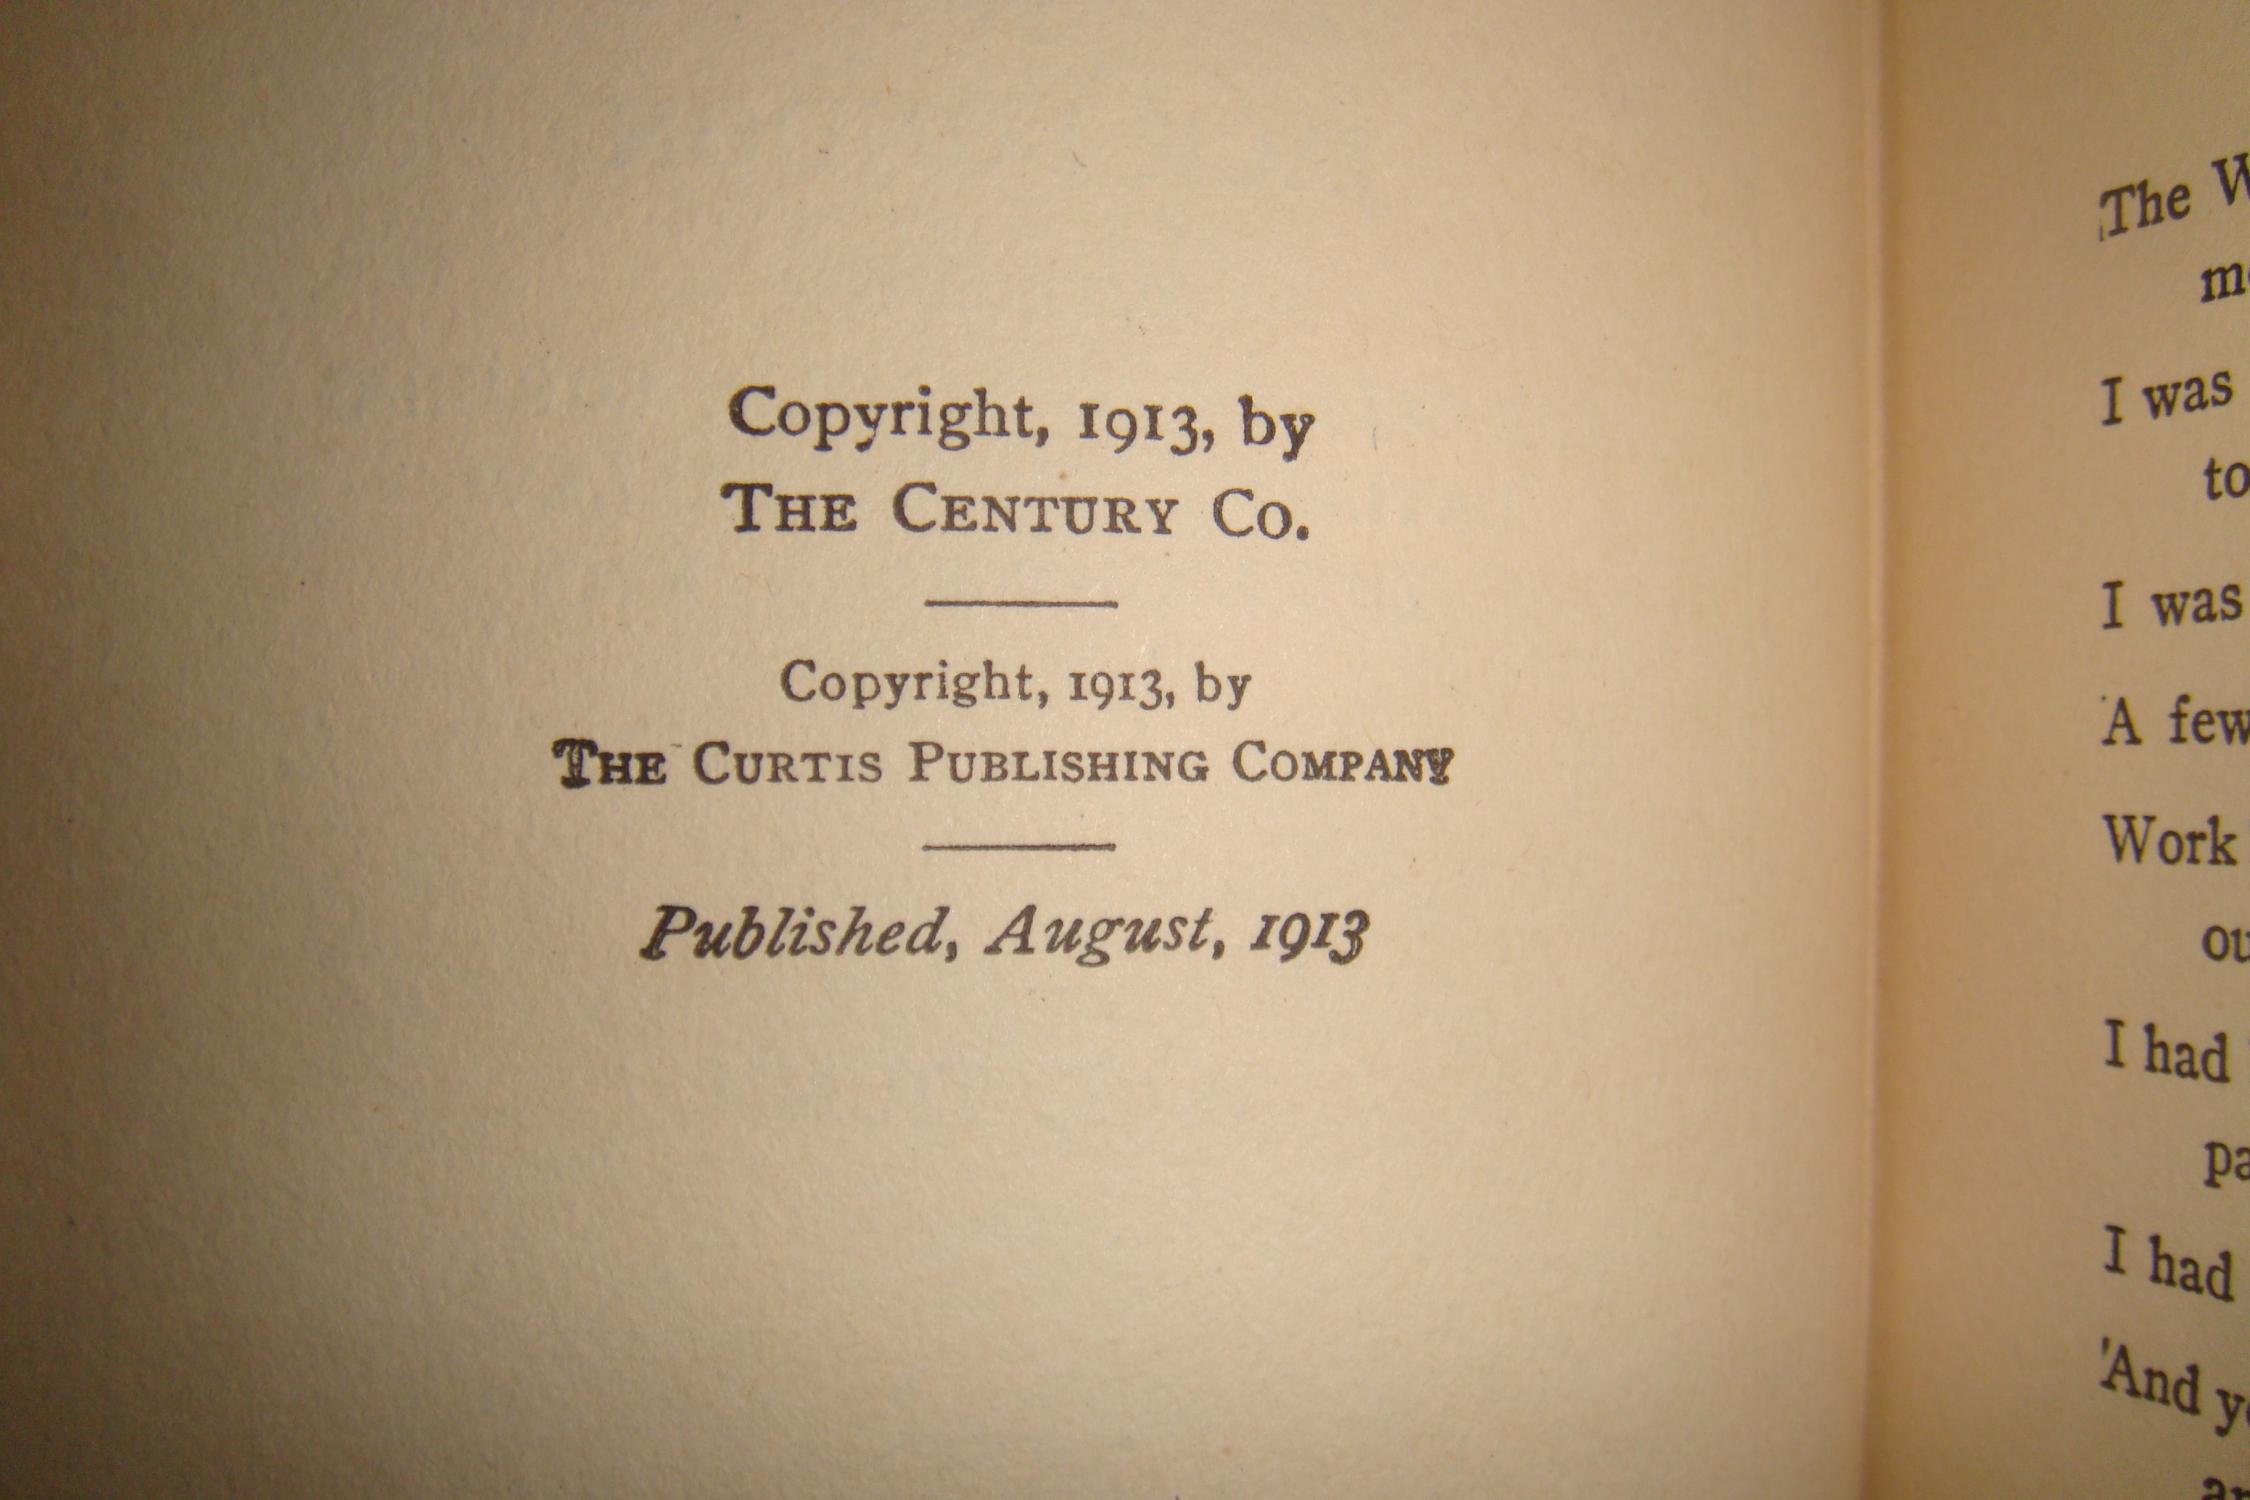 Copyright, 1913, by
THE CENTURY CO.
Copyright, 1913, by
THE CURTIS PUBLISHING COMPANY
Published, August, 1913
The
I was
to
I was
A few
Work
I had
I had
And